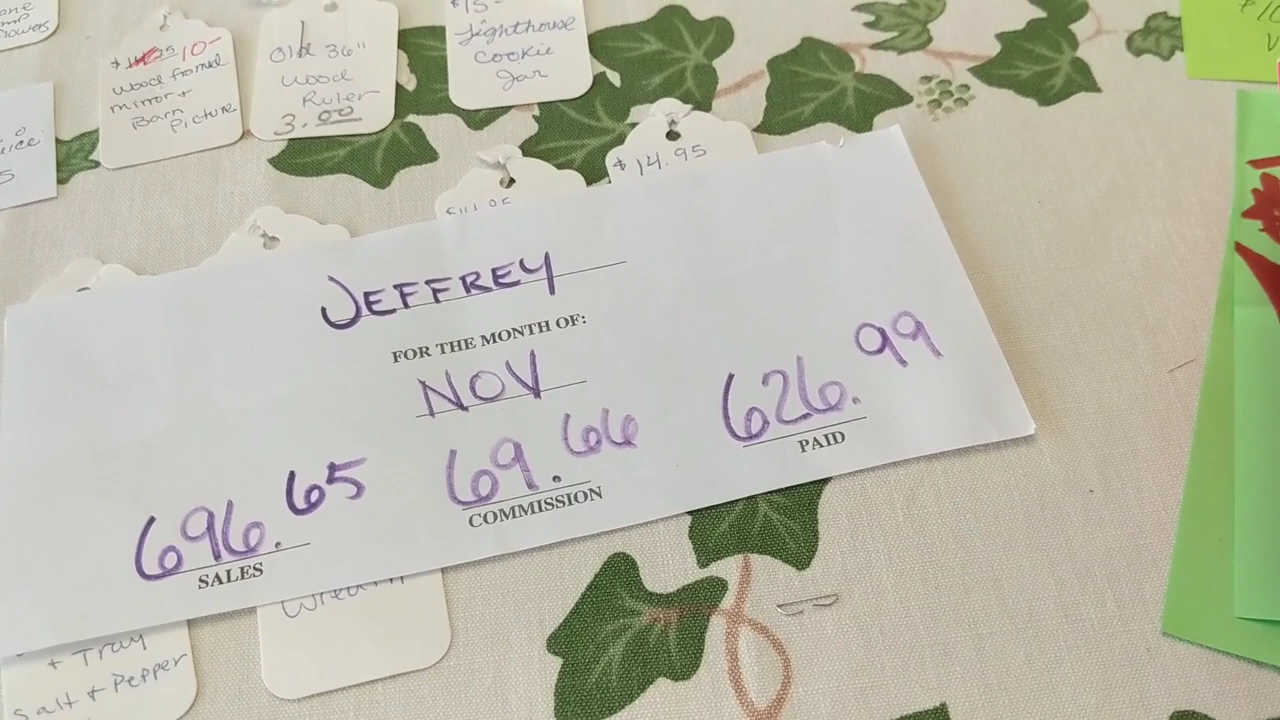 $10-
wood framed
mirror +
Barn
Picture
Old 36"
wood
Ruler
3.00
$15-
Lighthouse
cookie
Jar
$14.95
JEFFREY
FOR THE MONTH OF:
NOV
696.65
SALES
69.66
COMMISSION
626.99
PAID
+ Tray
Salt + Pepper